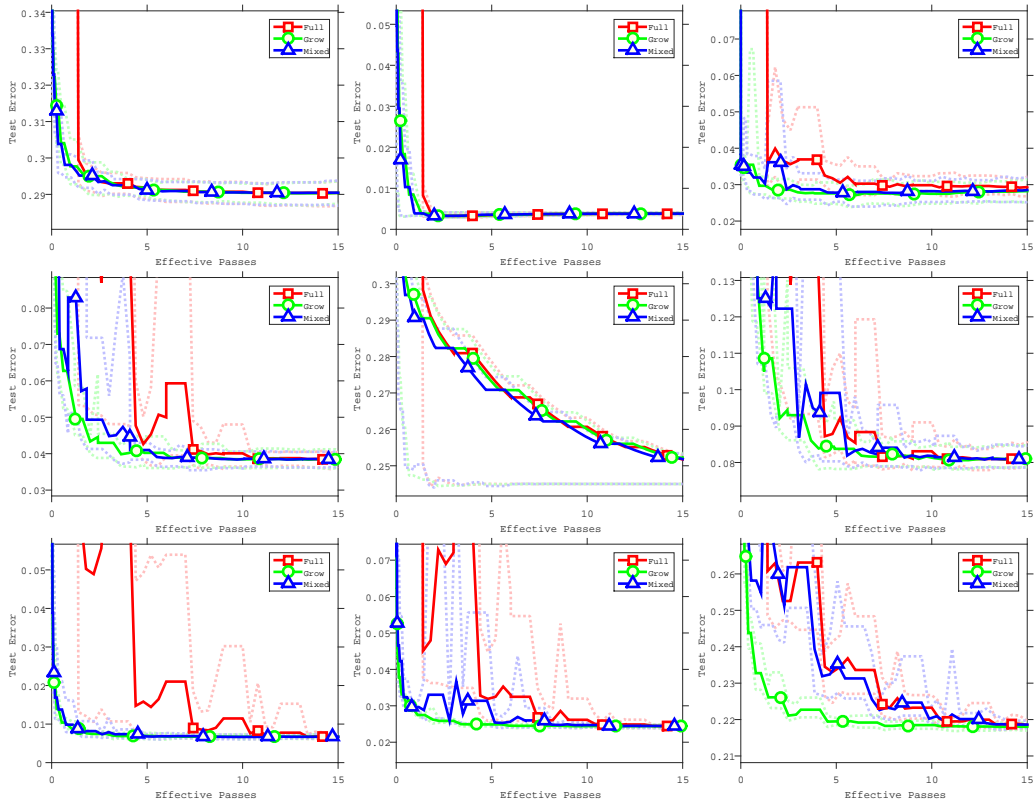 0.34
0.33
0.32
0.31
0.3
0.29
Test Error
0 5 10 15
Effective Passes
Full
Grow
Mixed
0.05
0.04
0.03
0.02
0.01
0
Test Error
0 5 10 15
Effective Passes
Full
Grow
Mixed
0.07
0.06
0.05
0.04
0.03
0.02
Test Error
0 5 10 15
Effective Passes
Full
Grow
Mixed
0.08
0.07
0.06
0.05
0.04
0.03
Test Error
0 5 10 15
Effective Passes
Full
Grow
Mixed
0.3
0.29
0.28
0.27
0.26
0.25
Test Error
0 5 10 15
Effective Passes
Full
Grow
Mixed
0.13
0.12
0.11
0.1
0.09
0.08
Test Error
0 5 10 15
Effective Passes
Full
Grow
Mixed
0.05
0.04
0.03
0.02
0.01
0
Test Error
0 5 10 15
Effective Passes
Full
Grow
Mixed
0.07
0.06
0.05
0.04
0.03
0.02
Test Error
0 5 10 15
Effective Passes
Full
Grow
Mixed
0.26
0.25
0.24
0.23
0.22
0.21
Test Error
0 5 10 15
Effective Passes
Full
Grow
Mixed